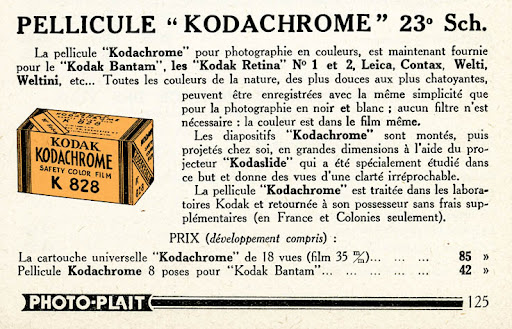 PELLICULE “KODACHROME” 23° Sch.
La pellicule “Kodachrome” pour photographie en couleurs, est maintenant fournie
pour le “Kodak Bantam”, les “Kodak Retina” Nº 1 et 2, Leica, Contax, Welti,
Weltini, etc... Toutes les couleurs de la nature, des plus douces aux plus chatoyantes,
peuvent être enregistrées avec la même simplicité que
pour la photographie en noir et blanc ; aucun filtre n'est
nécessaire : la couleur est dans le film même.
Les diapositifs “Kodachrome” sont montés, puis
projetés chez soi, en grandes dimensions à l'aide du pro-
jecteur “Kodaslide” qui a été spécialement étudié dans
ce but et donne des vues d'une clarté irréprochable.
La pellicule “Kodachrome” est traitée dans les labora-
toires Kodak et retournée à son possesseur sans frais sup-
plémentaires (en France et Colonies seulement).
KODAK
KODACHROME
SAFETY COLOR FILM
K 828
PRIX (développement compris) :
La cartouche universelle “Kodachrome” de 18 vues (film 35 m/m)... ... ... 85 »
Pellicule Kodachrome 8 poses pour “Kodak Bantam”... ... ... ... 42 »
PHOTO-PLAIT 125